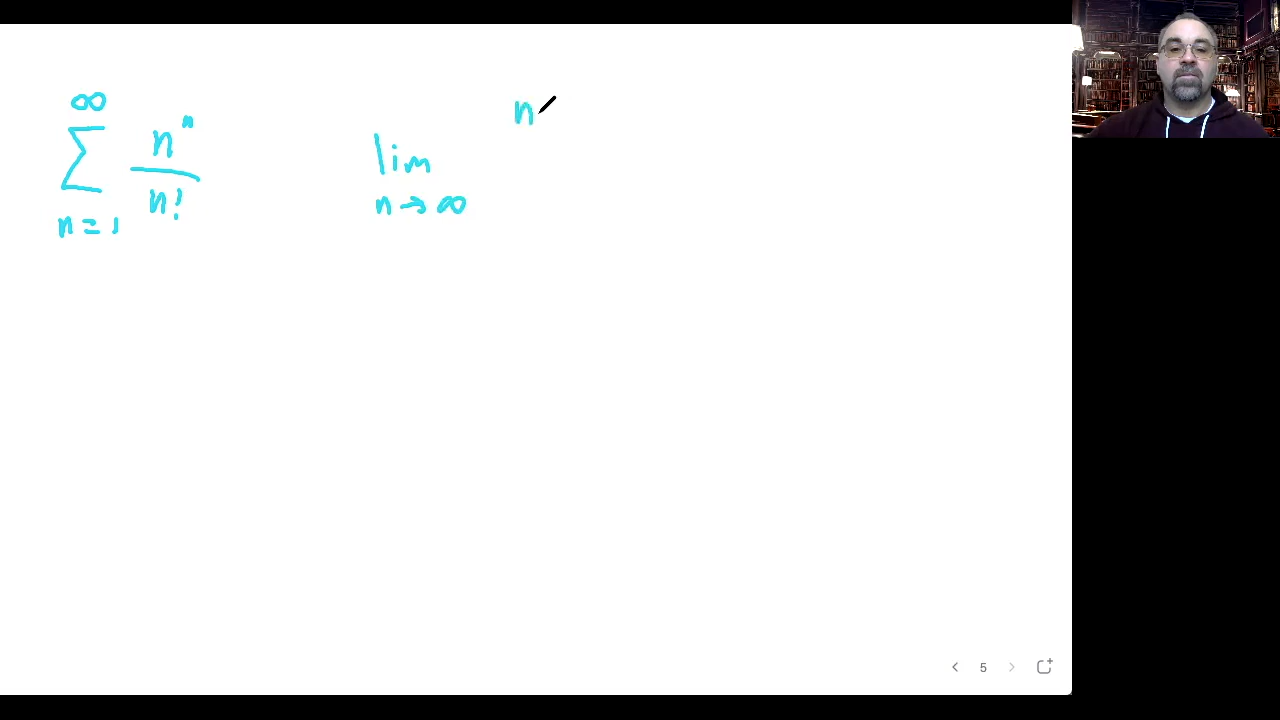 ∞
∑ n^n / n!
n = 1
lim n
n → ∞
5